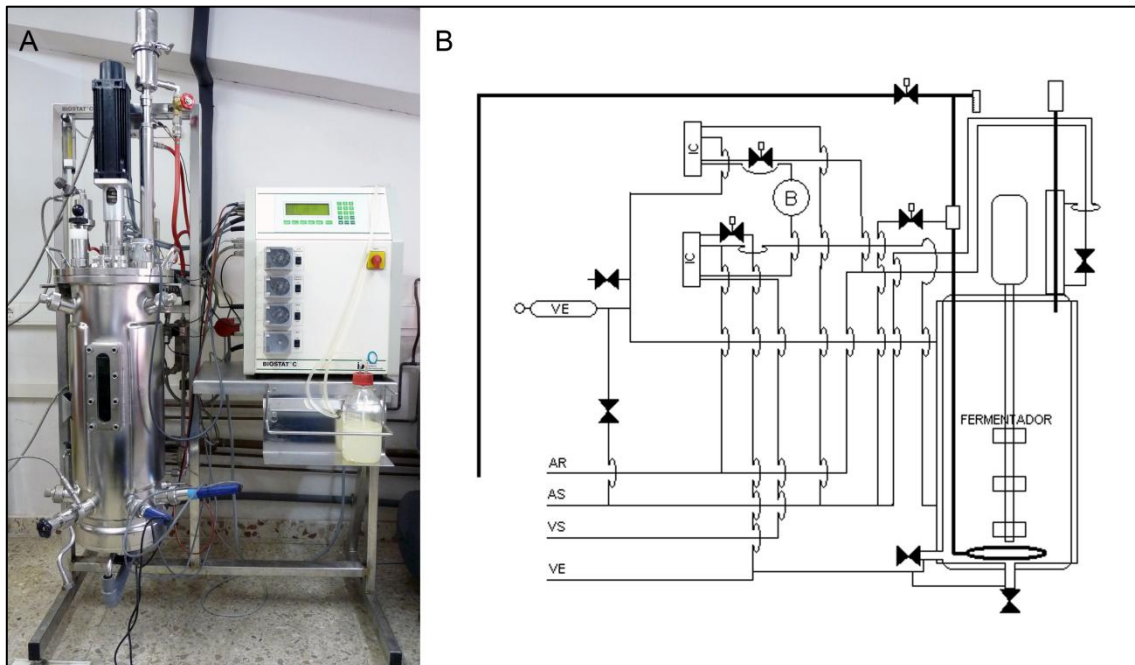 A
BIOSTAT® C
BIOSTAT® C
B
IC
B
IC
VE
FERMENTADOR
AR
AS
VS
VE